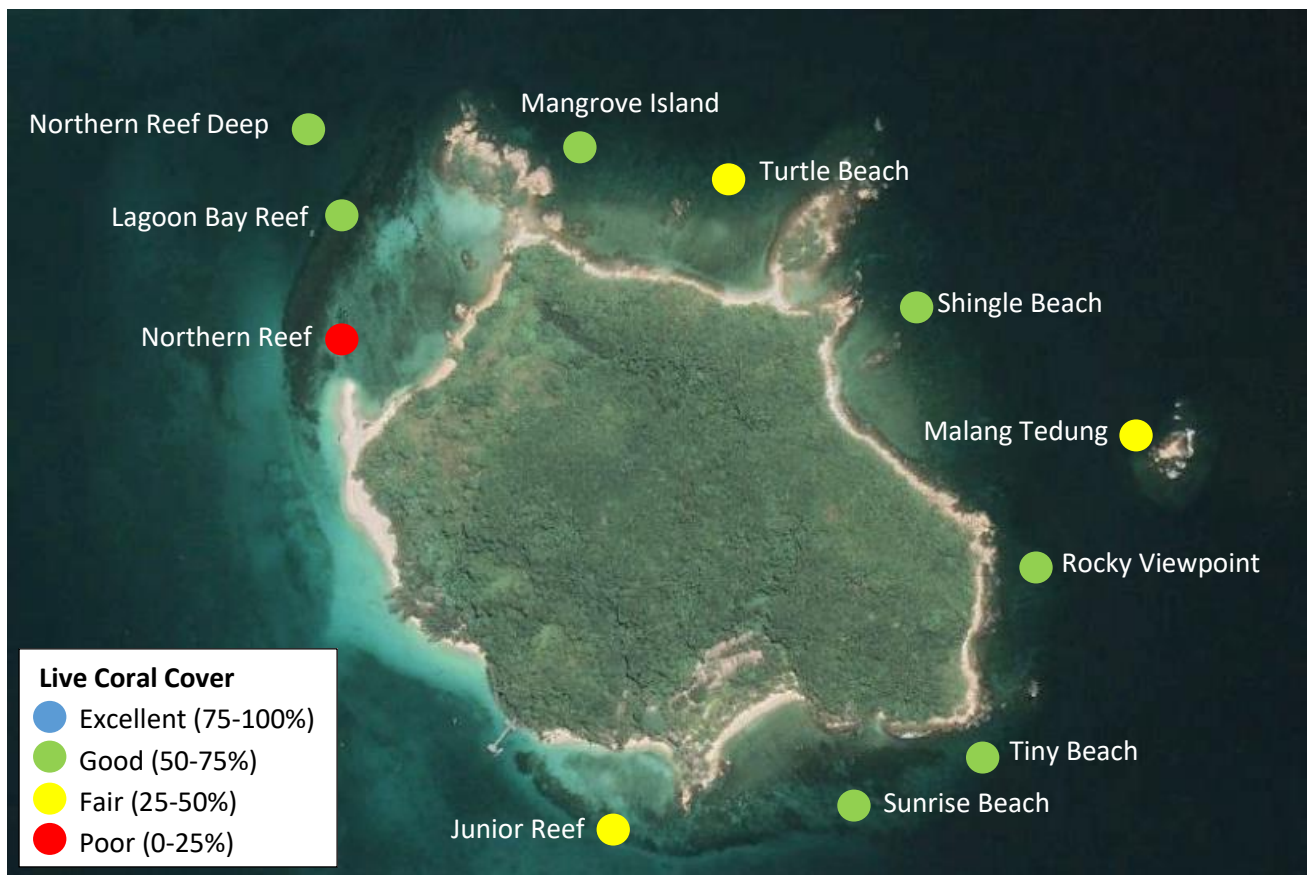 Mangrove Island
Northern Reef Deep
Turtle Beach
Lagoon Bay Reef
Shingle Beach
Northern Reef
Malang Tedung
Rocky Viewpoint
Live Coral Cover
Excellent (75-100%)
Good (50-75%)
Fair (25-50%)
Poor (0-25%)
Tiny Beach
Sunrise Beach
Junior Reef